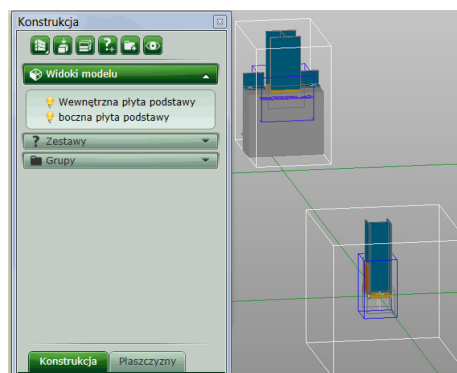 Konstrukcja
Widoki modelu
Wewnętrzna płyta podstawy
boczna płyta podstawy
? Zestawy
Grupy
Konstrukcja Płaszczyzny